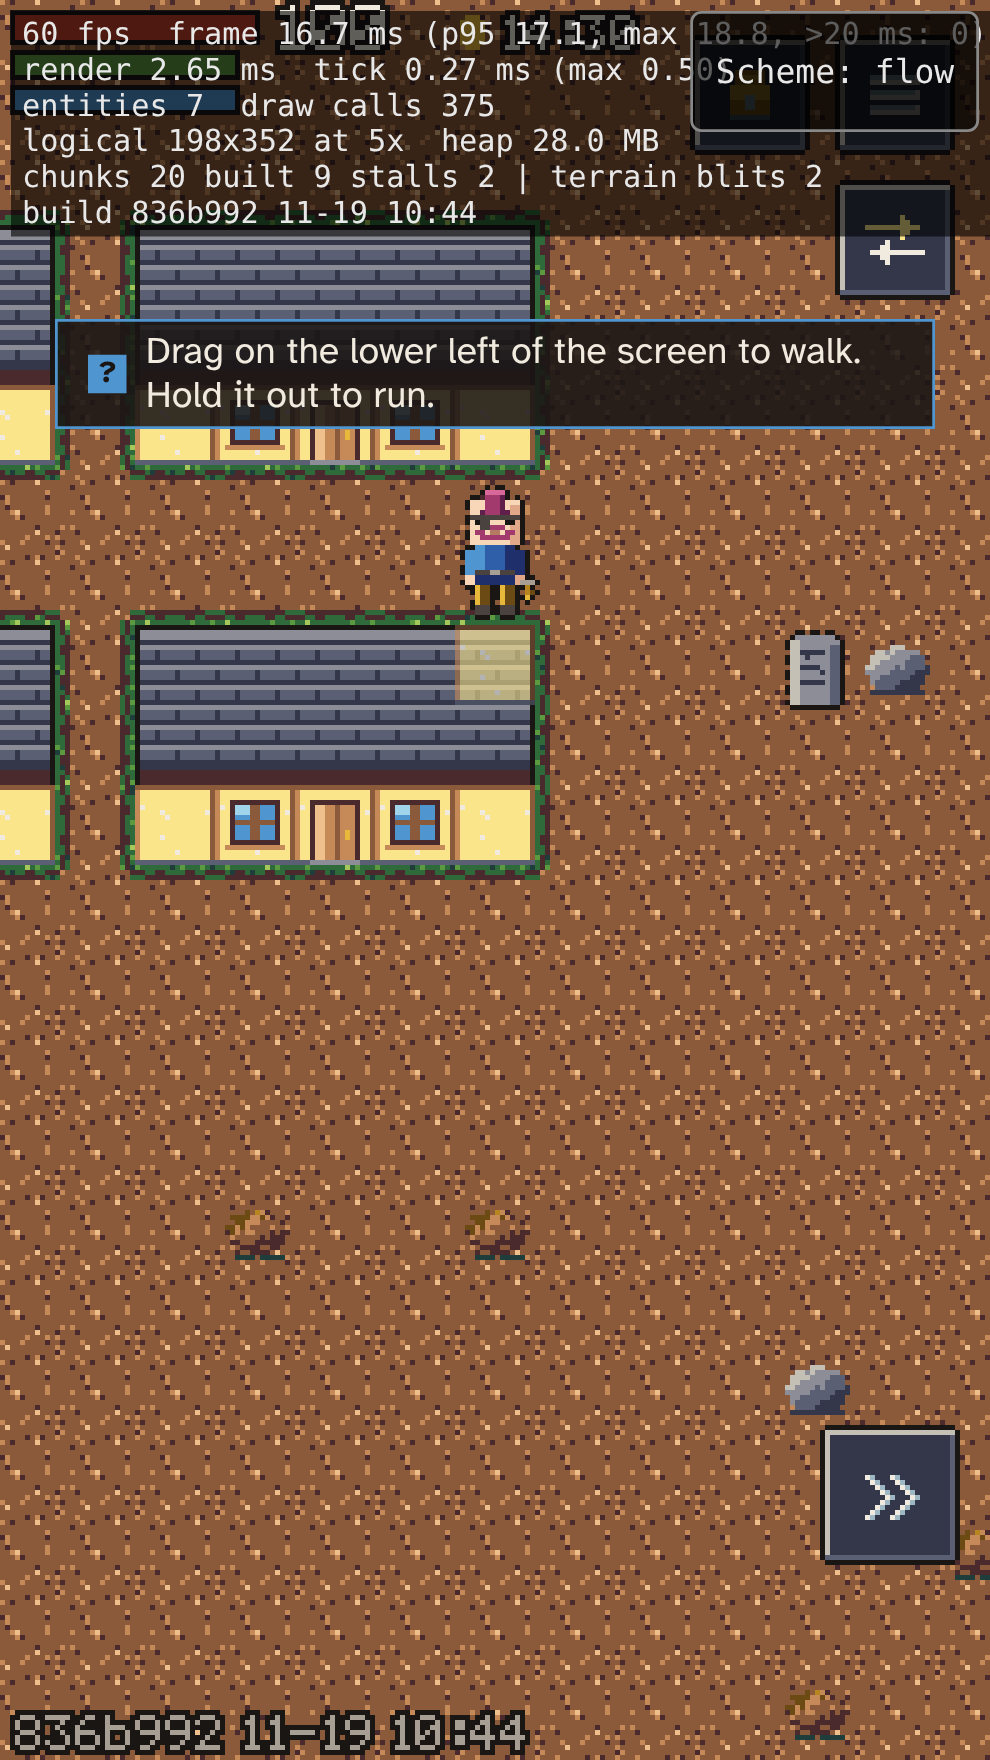 60 fps  frame 16.7 ms (p95 17.1, max 18.8, >20 ms: 0)
render 2.65 ms  tick 0.27 ms (max 0.50)
Scheme: flow
entities 7  draw calls 375
logical 198x352 at 5x  heap 28.0 MB
chunks 20 built 9 stalls 2 | terrain blits 2
build 836b992 11-19 10:44
? Drag on the lower left of the screen to walk.
Hold it out to run.
836b992 11-19 10:44